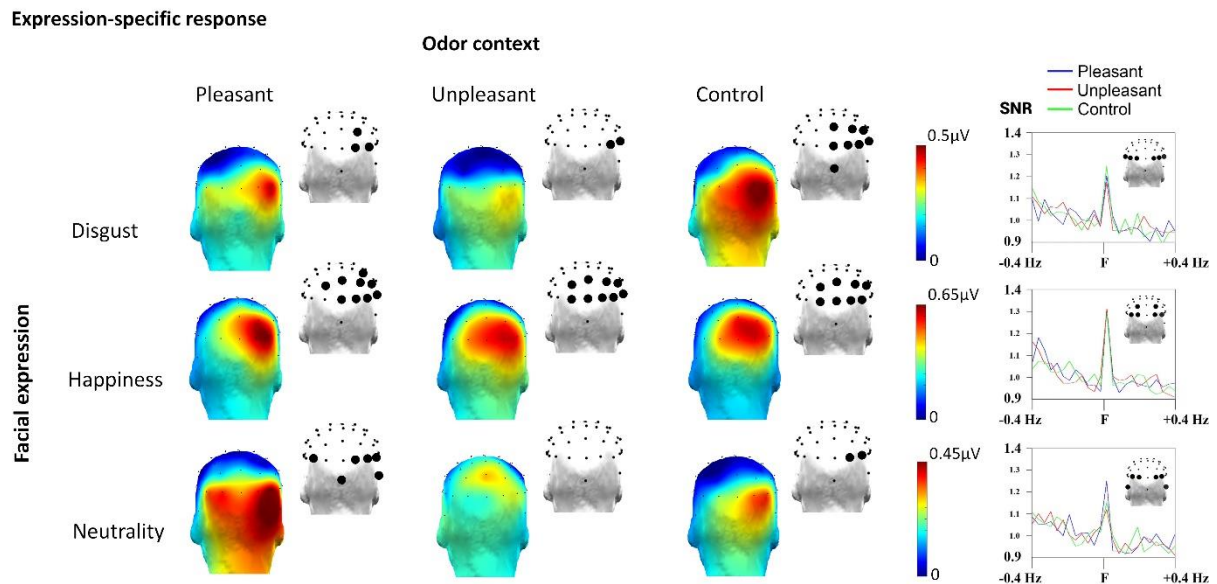 Expression-specific response
Odor context
Pleasant
Unpleasant
Control
Facial expression
Disgust
0.5µV
0
Happiness
0.65µV
0
Neutrality
0.45µV
0
Pleasant
Unpleasant
Control
SNR
1.4
1.3
1.2
1.1
1.0
0.9
-0.4 Hz F +0.4 Hz
1.4
1.3
1.2
1.1
1.0
0.9
-0.4 Hz F +0.4 Hz
1.4
1.3
1.2
1.1
1.0
0.9
-0.4 Hz F +0.4 Hz